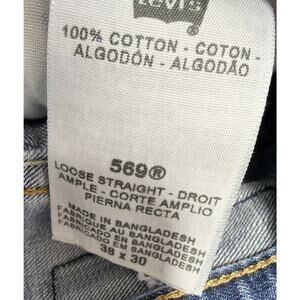 Levi's
100% COTTON - COTON -
ALGODÓN - ALGODÃO
569®
LOOSE STRAIGHT - DROIT
AMPLE - CORTE AMPLIO
PIERNA RECTA
MADE IN BANGLADESH
FABRIQUÉ AU BANGLADESH
FABRICADO EN BANGLADESH
FABRICADO EM BANGLADESH
38 X 30